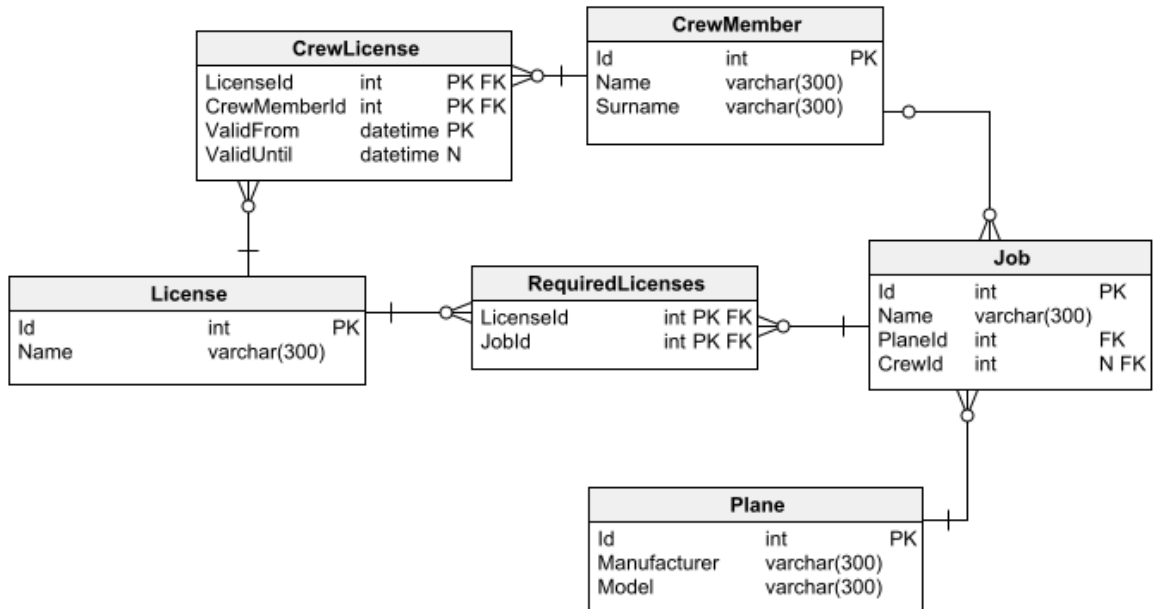 CrewMember
Id int PK
Name varchar(300)
Surname varchar(300)
CrewLicense
LicenseId int PK FK
CrewMemberId int PK FK
ValidFrom datetime PK
ValidUntil datetime N
License
Id int PK
Name varchar(300)
RequiredLicenses
LicenseId int PK FK
JobId int PK FK
Job
Id int PK
Name varchar(300)
PlaneId int FK
CrewId int N FK
Plane
Id int PK
Manufacturer varchar(300)
Model varchar(300)